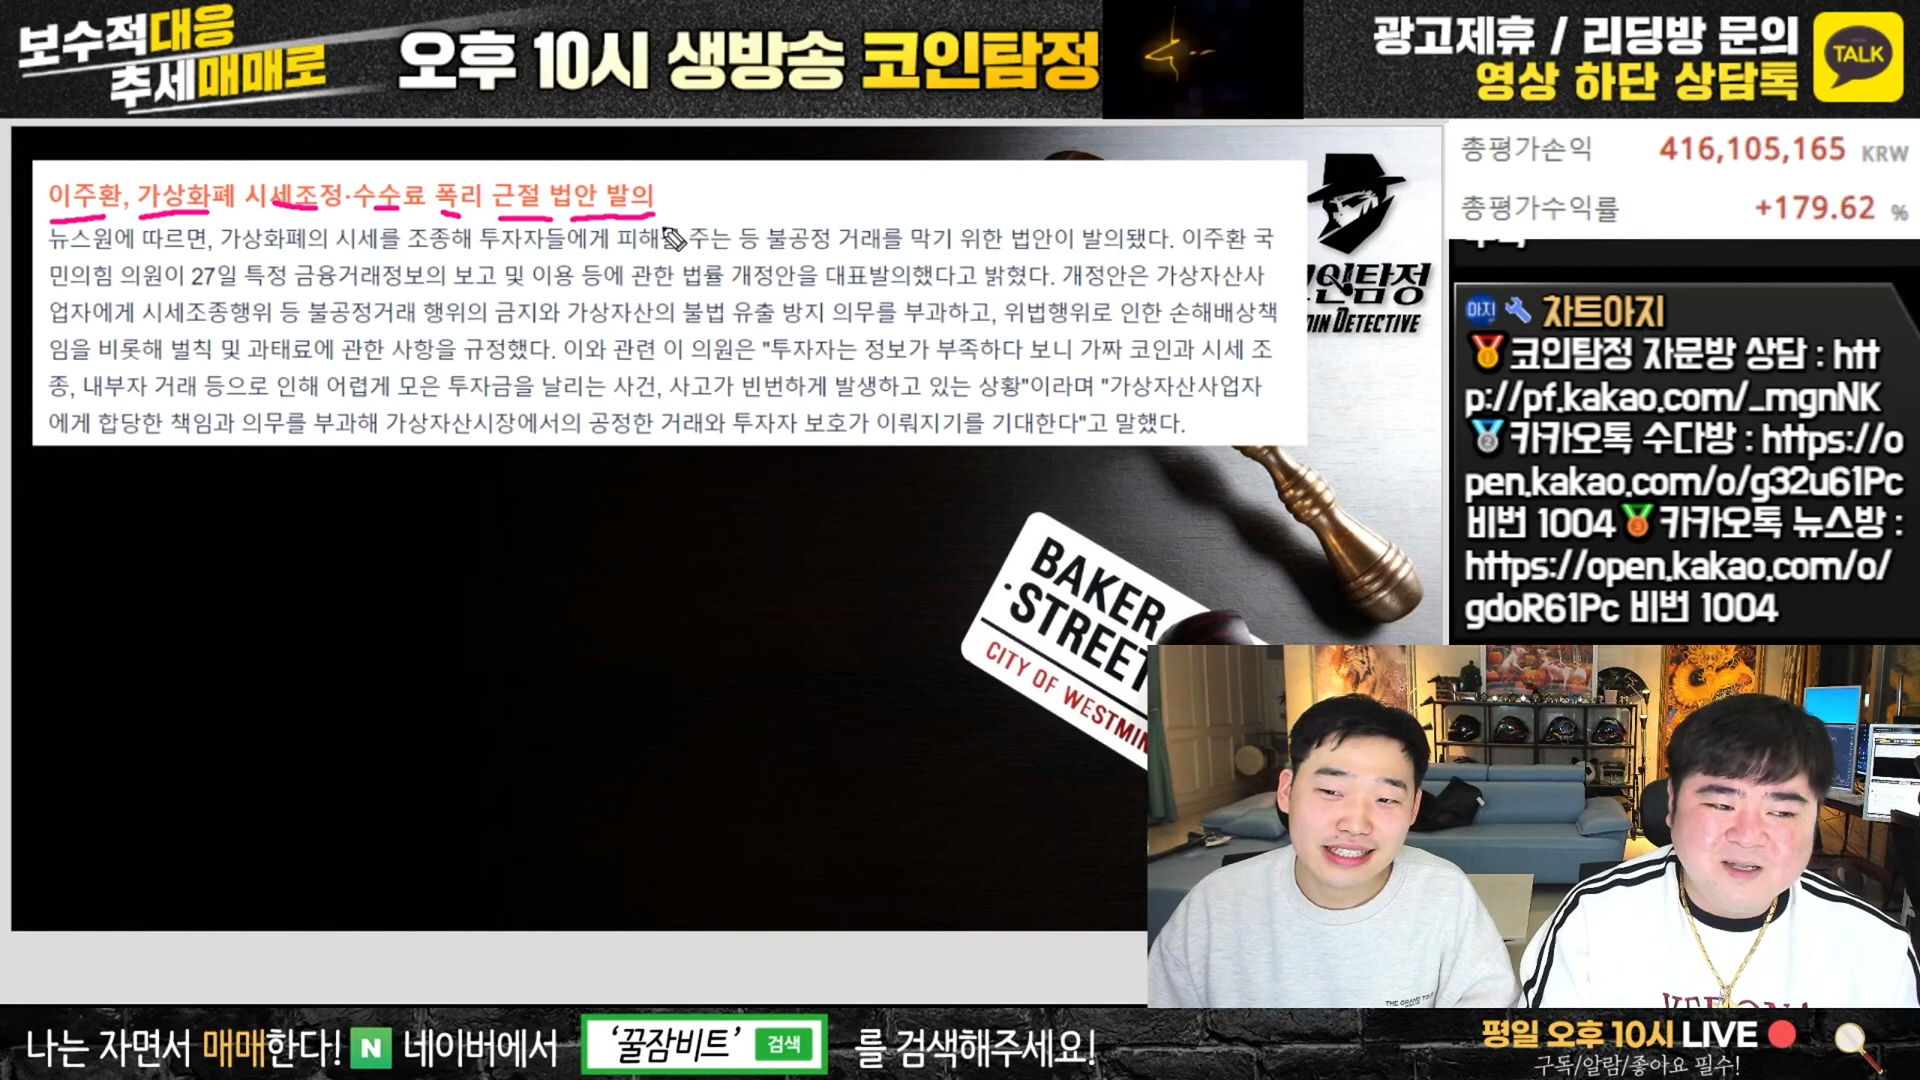 보수적대응
추세매매로
오후 10시 생방송 코인탐정
광고제휴 / 리딩방 문의
영상 하단 상담톡
TALK
총평가손익 416,105,165 KRW
총평가수익률 +179.62 %
이주환, 가상화폐 시세조정·수수료 폭리 근절 법안 발의
뉴스원에 따르면, 가상화폐의 시세를 조종해 투자자들에게 피해 주는 등 불공정 거래를 막기 위한 법안이 발의됐다. 이주환 국
민의힘 의원이 27일 특정 금융거래정보의 보고 및 이용 등에 관한 법률 개정안을 대표발의했다고 밝혔다. 개정안은 가상자산사
업자에게 시세조종행위 등 불공정거래 행위의 금지와 가상자산의 불법 유출 방지 의무를 부과하고, 위법행위로 인한 손해배상책
임을 비롯해 벌칙 및 과태료에 관한 사항을 규정했다. 이와 관련 이 의원은 "투자자는 정보가 부족하다 보니 가짜 코인과 시세 조
종, 내부자 거래 등으로 인해 어렵게 모은 투자금을 날리는 사건, 사고가 빈번하게 발생하고 있는 상황"이라며 "가상자산사업자
에게 합당한 책임과 의무를 부과해 가상자산시장에서의 공정한 거래와 투자자 보호가 이뤄지기를 기대한다"고 말했다.
코인탐정
COIN DETECTIVE
아지 차트아지
코인탐정 자문방 상담 : htt
p://pf.kakao.com/_mgnNK
카카오톡 수다방 : https://o
pen.kakao.com/o/g32u61Pc
비번 1004 카카오톡 뉴스방 :
https://open.kakao.com/o/
gdoR61Pc 비번 1004
BAKER
STREET
CITY OF WESTMIN
THE GRAND TOUR
나는 자면서 매매한다! N 네이버에서 '꿀잠비트' 검색 를 검색해주세요!
평일 오후 10시 LIVE
구독/알람/좋아요 필수!